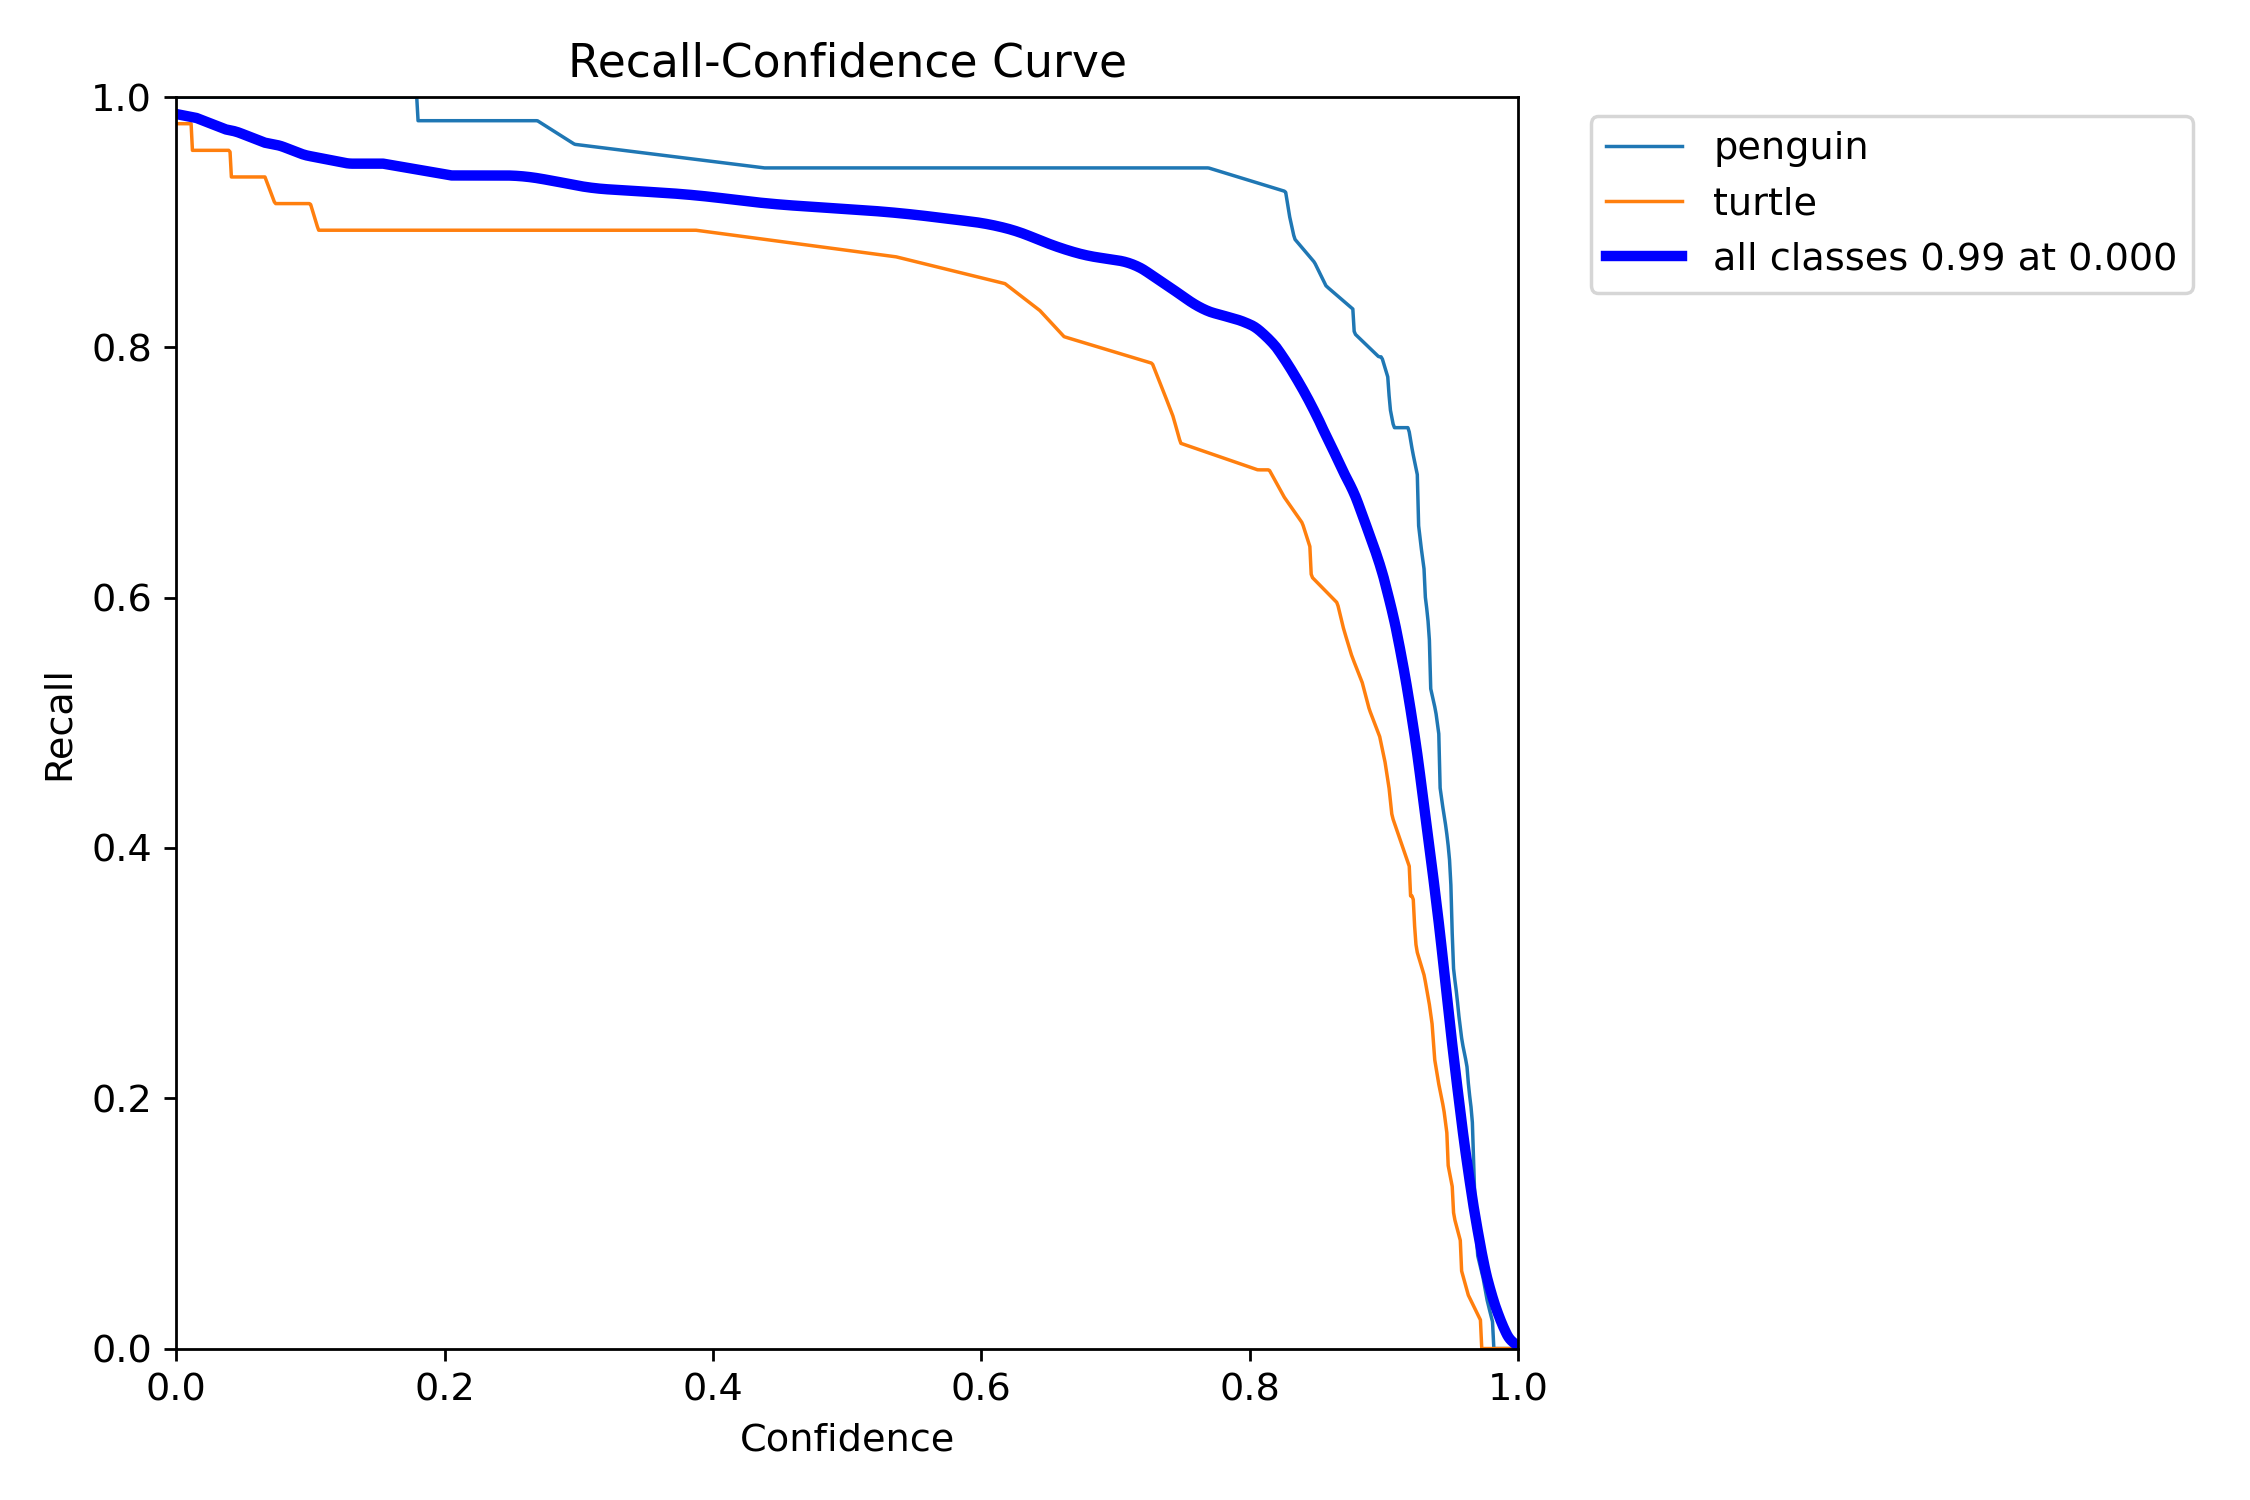 Recall-Confidence Curve
1.0
0.8
0.6
0.4
0.2
0.0
Recall
0.0 0.2 0.4 0.6 0.8 1.0
Confidence
penguin
turtle
all classes 0.99 at 0.000